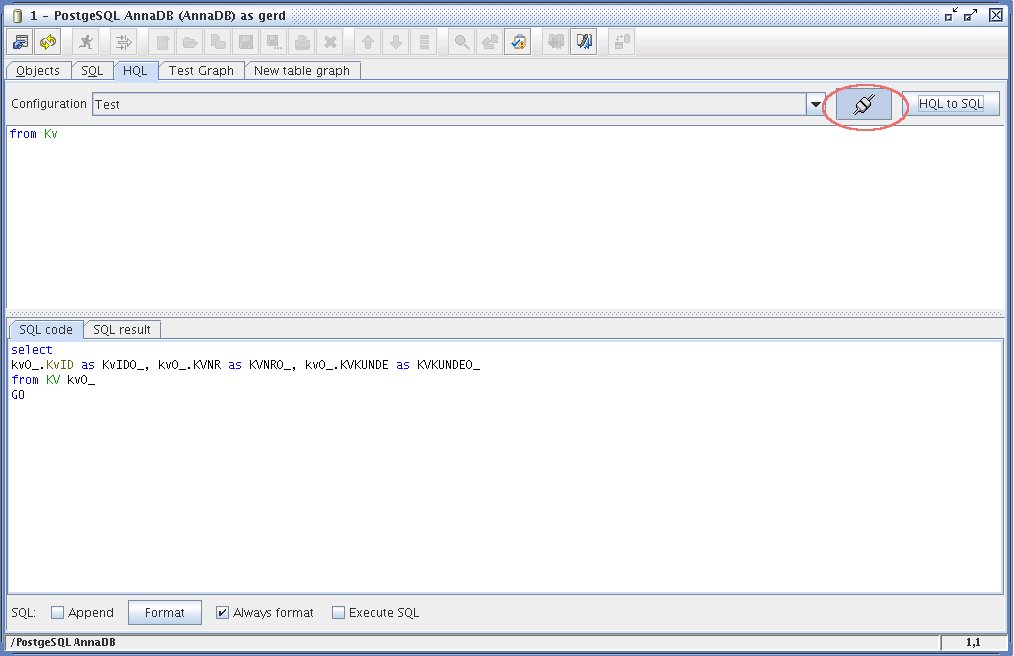 1 - PostgeSQL AnnaDB (AnnaDB) as gerd
Objects SQL HQL Test Graph New table graph
Configuration Test HQL to SQL
from Kv
SQL code SQL result
select
kv0_.KvID as KvID0_, kv0_.KVNR as KVNR0_, kv0_.KVKUNDE as KVKUNDE0_
from KV kv0_
GO
SQL: Append Format Always format Execute SQL
/PostgeSQL AnnaDB 1,1